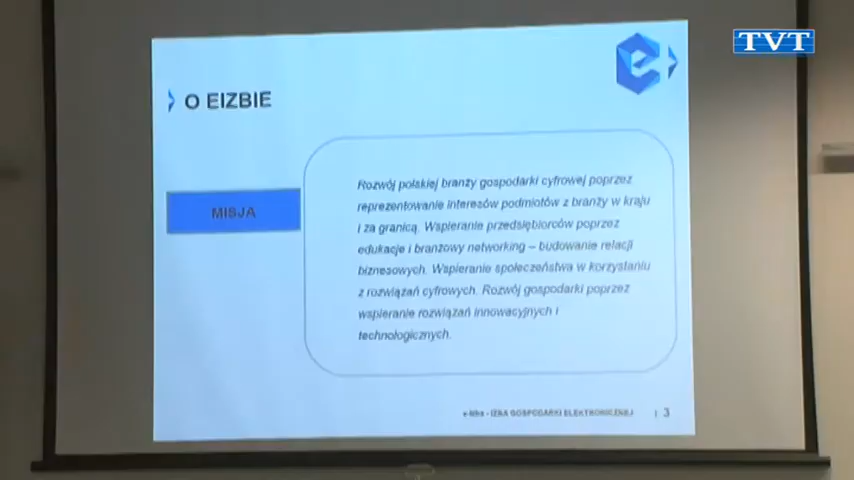 TVT
O EIZBIE
MISJA
Rozwój polskiej branży gospodarki cyfrowej poprzez
reprezentowanie interesów podmiotów z branży w kraju
i za granicą. Wspieranie przedsiębiorców poprzez
edukacje i branżowy networking – budowanie relacji
biznesowych. Wspieranie społeczeństwa w korzystaniu
z rozwiązań cyfrowych. Rozwój gospodarki poprzez
wspieranie rozwiązań innowacyjnych i
technologicznych.
e-Izba - IZBA GOSPODARKI ELEKTRONICZNEJ | 3